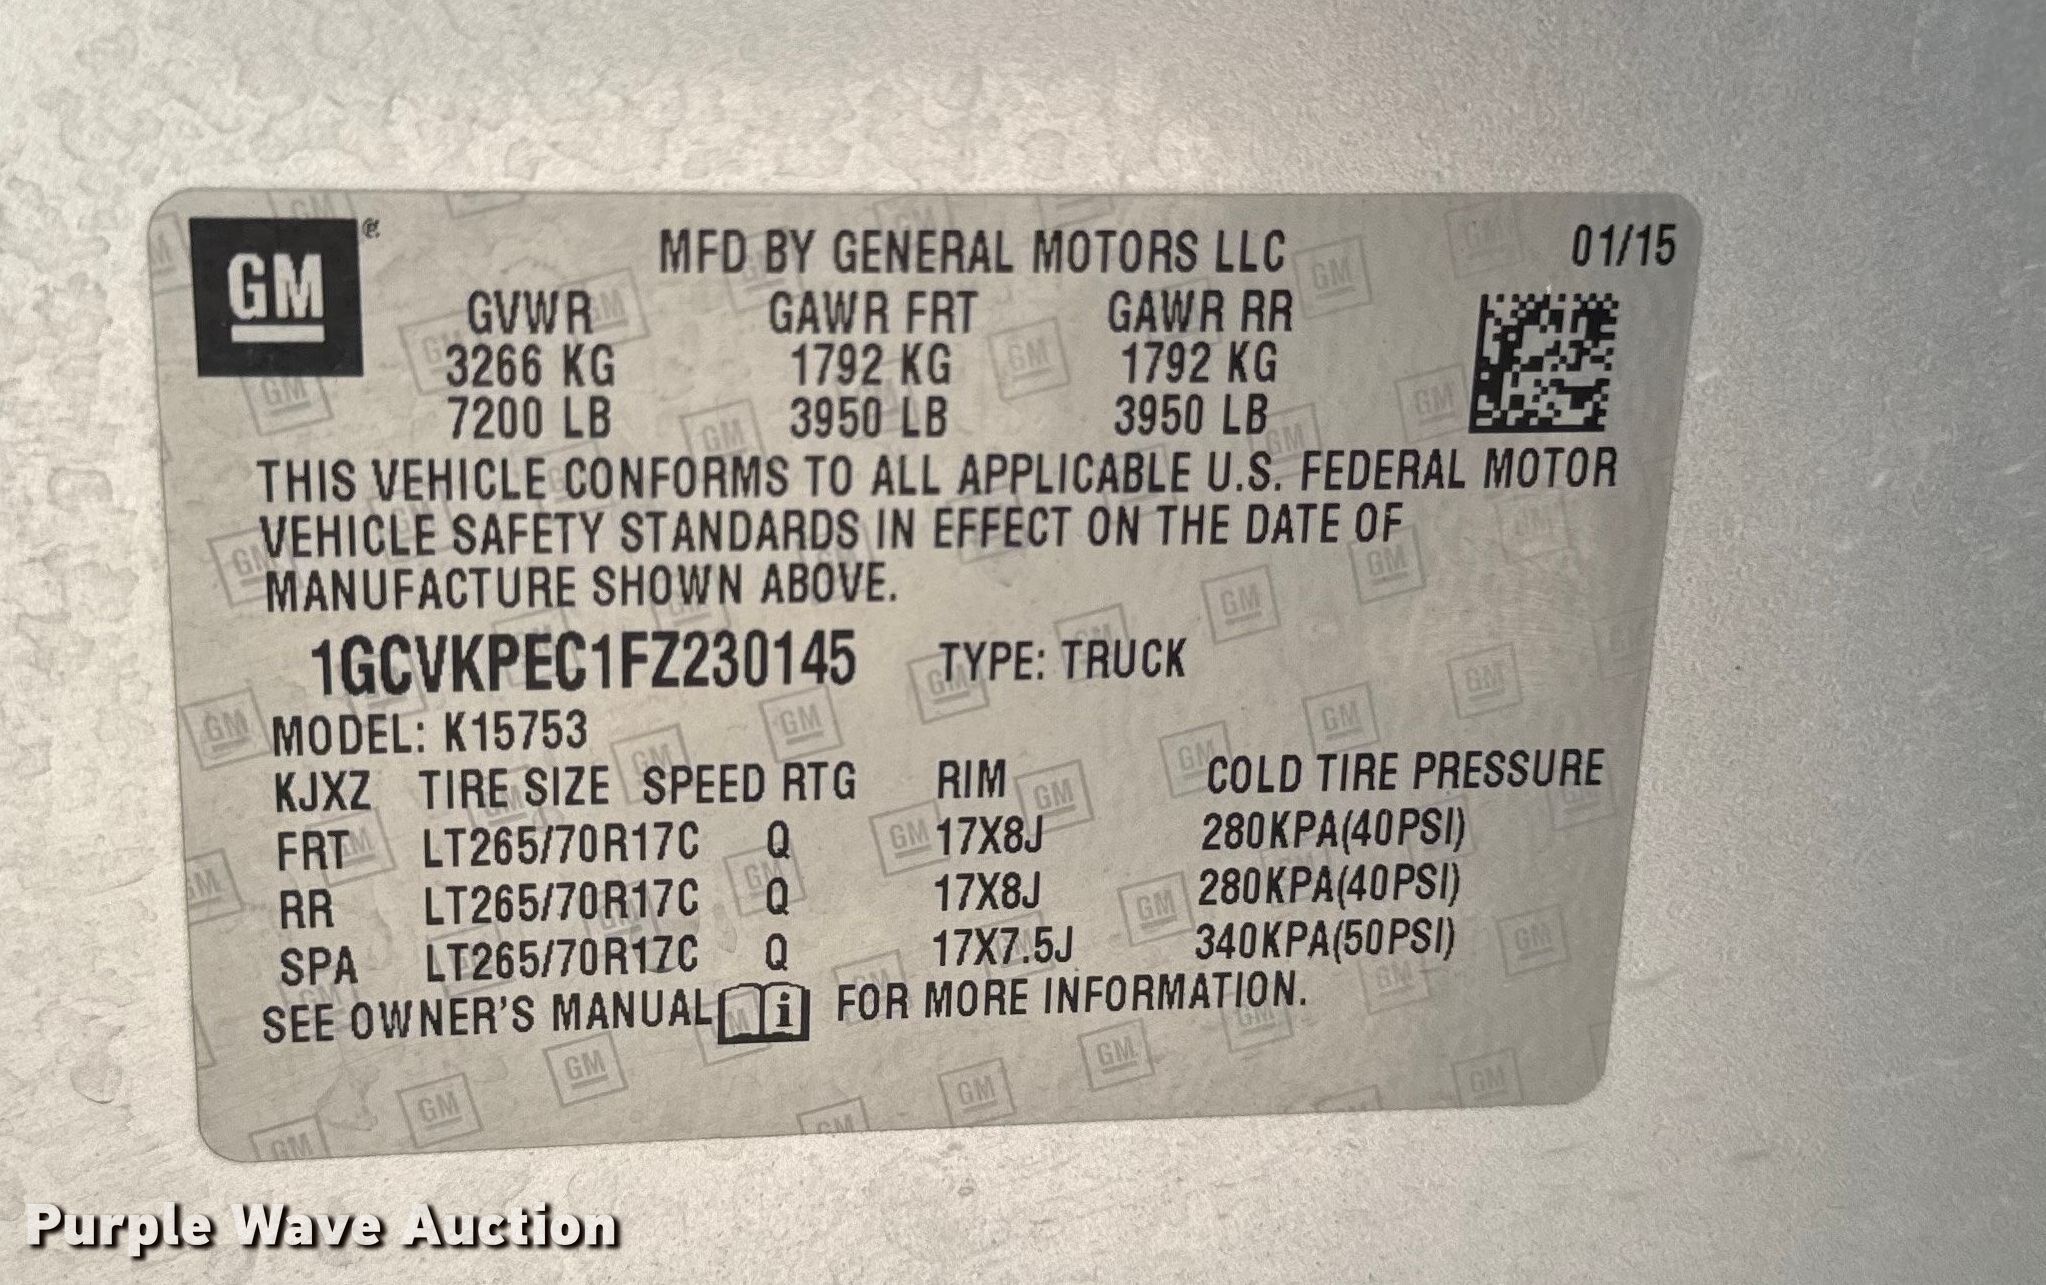 GM MFD BY GENERAL MOTORS LLC 01/15
GVWR GAWR FRT GAWR RR
3266 KG 1792 KG 1792 KG
7200 LB 3950 LB 3950 LB
THIS VEHICLE CONFORMS TO ALL APPLICABLE U.S. FEDERAL MOTOR
VEHICLE SAFETY STANDARDS IN EFFECT ON THE DATE OF
MANUFACTURE SHOWN ABOVE.
1GCVKPEC1FZ230145 TYPE: TRUCK
MODEL: K15753
KJXZ TIRE SIZE SPEED RTG RIM COLD TIRE PRESSURE
FRT LT265/70R17C Q 17X8J 280KPA(40PSI)
RR LT265/70R17C Q 17X8J 280KPA(40PSI)
SPA LT265/70R17C Q 17X7.5J 340KPA(50PSI)
SEE OWNER'S MANUAL i FOR MORE INFORMATION.
Purple Wave Auction